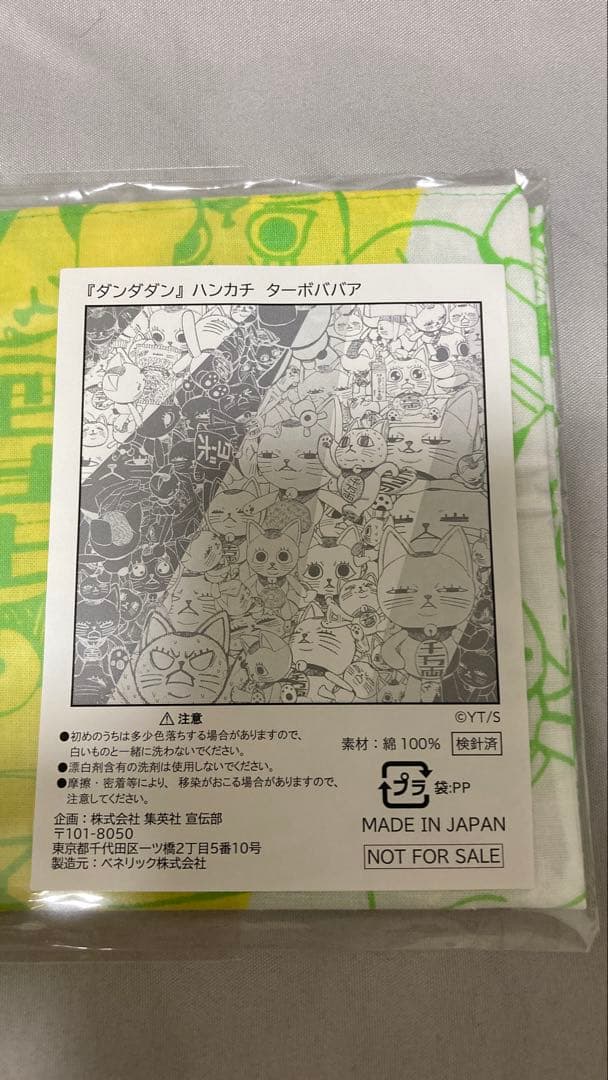 『ダンダダン』ハンカチ ターボババア
千万両
⚠ 注意
©YT/S
●初めのうちは多少色落ちする場合がありますので、
白いものと一緒に洗わないでください。
●漂白剤含有の洗剤は使用しないでください。
●摩擦・密着等により、移染がおこる場合がありますので、
注意してください。
素材：綿100% 検針済
プラ 袋:PP
企画：株式会社 集英社 宣伝部
〒101-8050
東京都千代田区一ツ橋2丁目5番10号
製造元：ベネリック株式会社
MADE IN JAPAN
NOT FOR SALE